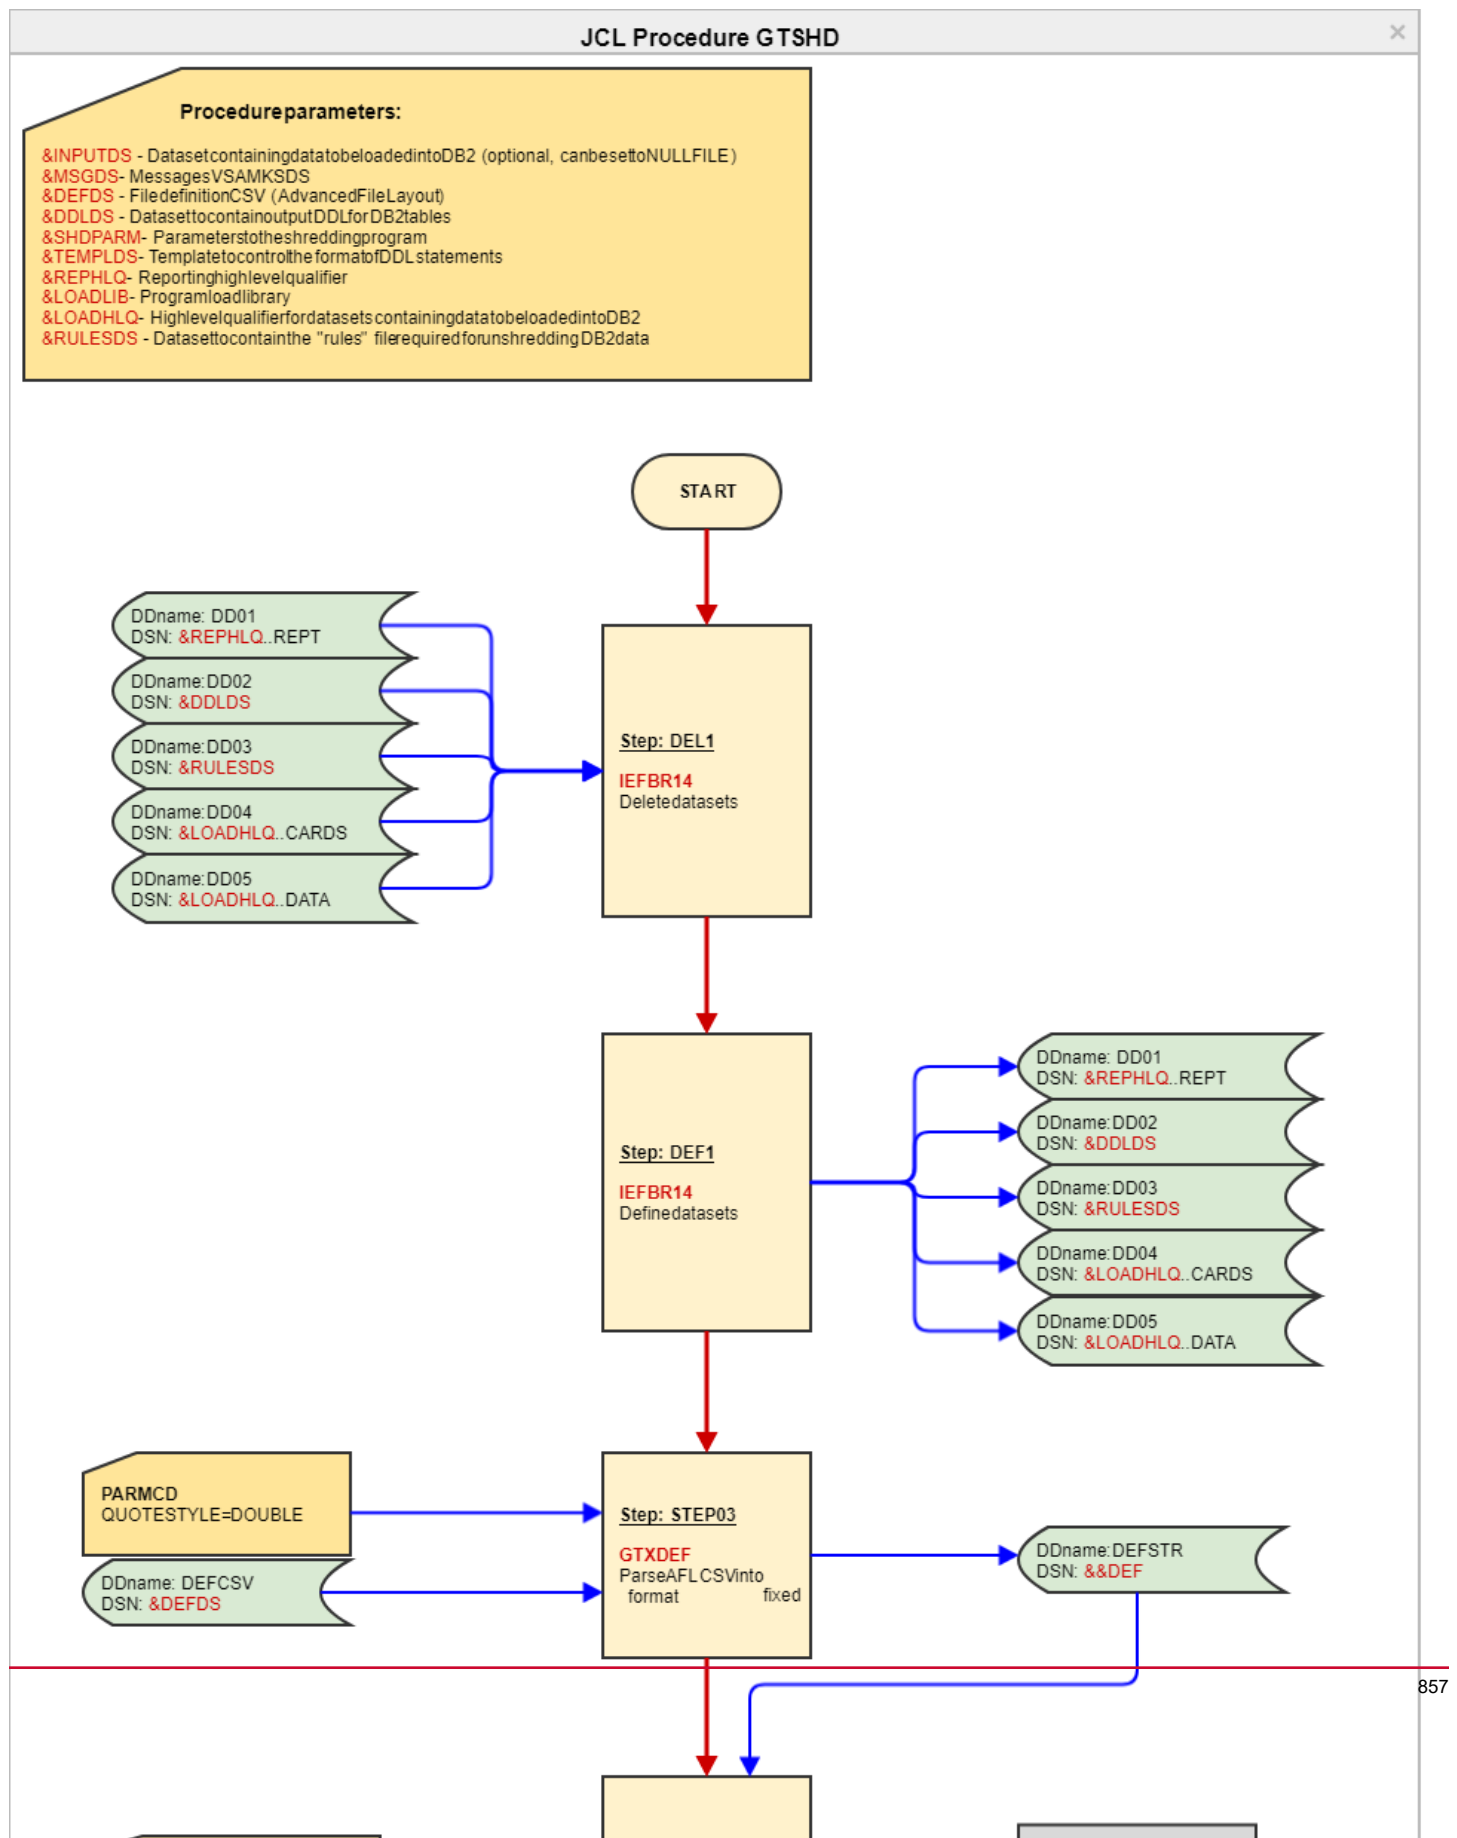 JCL Procedure GTSHD
×
Procedureparameters:
&INPUTDS - DatasetcontainingdatatobeloadedintoDB2 (optional, canbesettoNULLFILE)
&MSGDS- MessagesVSAMKSDS
&DEFDS - FiledefinitionCSV (AdvancedFileLayout)
&DDLDS - DatasettocontainoutputDDLforDB2tables
&SHDPARM- Parameterstotheshreddingprogram
&TEMPLDS- TemplatetocontroltheformatofDDLstatements
&REPHLQ- Reportinghighlevelqualifier
&LOADLIB- Programloadlibrary
&LOADHLQ- HighlevelqualifierfordatasetscontainingdatatobeloadedintoDB2
&RULESDS - Datasettocontainthe "rules" filerequiredforunshreddingDB2data
START
DDname: DD01
DSN: &REPHLQ..REPT
DDname:DD02
DSN: &DDLDS
DDname:DD03
DSN: &RULESDS
DDname:DD04
DSN: &LOADHLQ..CARDS
DDname:DD05
DSN: &LOADHLQ..DATA
Step: DEL1
IEFBR14
Deletedatasets
Step: DEF1
IEFBR14
Definedatasets
DDname: DD01
DSN: &REPHLQ..REPT
DDname:DD02
DSN: &DDLDS
DDname:DD03
DSN: &RULESDS
DDname:DD04
DSN: &LOADHLQ..CARDS
DDname:DD05
DSN: &LOADHLQ..DATA
PARMCD
QUOTESTYLE=DOUBLE
DDname: DEFCSV
DSN: &DEFDS
Step: STEP03
GTXDEF
ParseAFLCSVinto
format fixed
DDname:DEFSTR
DSN: &&DEF
857